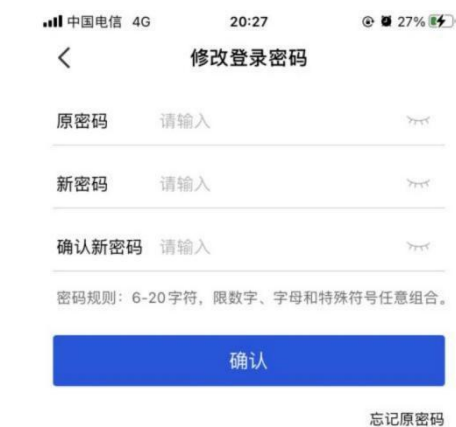 中国电信 4G 20:27 27%
修改登录密码
原密码 请输入
新密码 请输入
确认新密码 请输入
密码规则：6-20字符，限数字、字母和特殊符号任意组合。
确认
忘记原密码